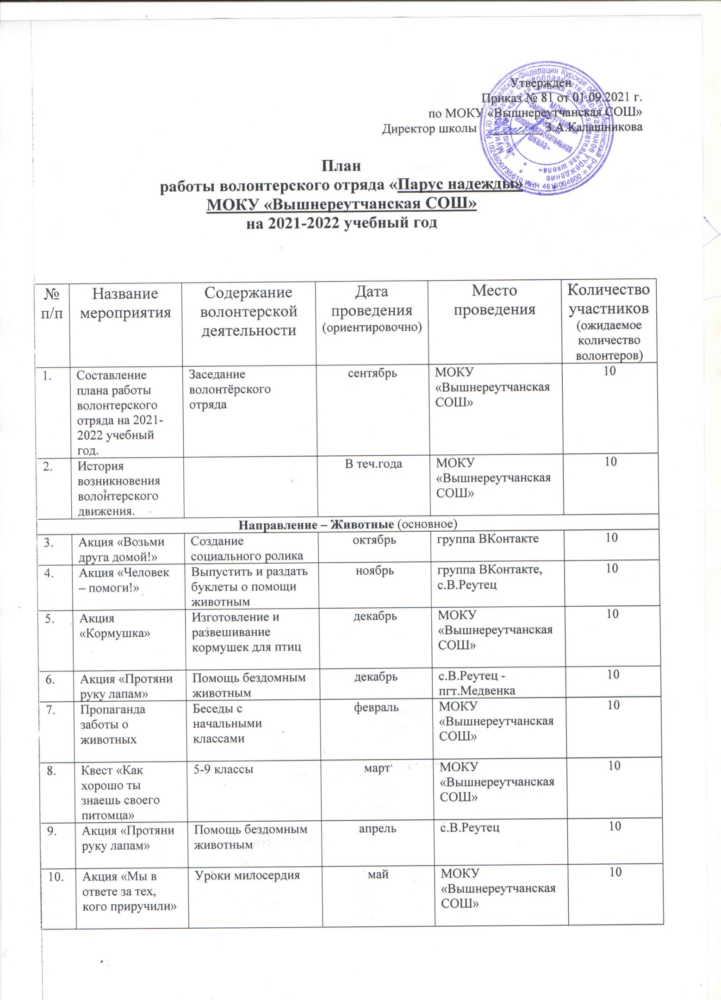 Утвержден
Приказ № 81 от 01.09.2021 г.
по МОКУ «Вышнереутчанская СОШ»
Директор школы __________ З.А.Калашникова
МОКУ
«Вышнереутчанская
средняя
общеобразовательная
школа»
План
работы волонтерского отряда «Парус надежды»
МОКУ «Вышнереутчанская СОШ»
на 2021-2022 учебный год
№ п/п
Название
мероприятия
Содержание
волонтерской
деятельности
Дата
проведения
(ориентировочно)
Место
проведения
Количество
участников
(ожидаемое
количество
волонтеров)
1.
Составление
плана работы
волонтерского
отряда на 2021-
2022 учебный
год.
Заседание
волонтёрского
отряда
сентябрь
МОКУ
«Вышнереутчанская
СОШ»
10
2.
История
возникновения
волонтерского
движения.
В теч.года
МОКУ
«Вышнереутчанская
СОШ»
10
Направление – Животные (основное)
3.
Акция «Возьми
друга домой!»
Создание
социального ролика
октябрь
группа ВКонтакте
10
4.
Акция «Человек
– помоги!»
Выпустить и раздать
буклеты о помощи
животным
ноябрь
группа ВКонтакте,
с.В.Реутец
10
5.
Акция
«Кормушка»
Изготовление и
развешивание
кормушек для птиц
декабрь
МОКУ
«Вышнереутчанская
СОШ»
10
6.
Акция «Протяни
руку лапам»
Помощь бездомным
животным
декабрь
с.В.Реутец -
пгт.Медвенка
10
7.
Пропаганда
заботы о
животных
Беседы с
начальными
классами
февраль
МОКУ
«Вышнереутчанская
СОШ»
10
8.
Квест «Как
хорошо ты
знаешь своего
питомца»
5-9 классы
март
МОКУ
«Вышнереутчанская
СОШ»
10
9.
Акция «Протяни
руку лапам»
Помощь бездомным
животным
апрель
с.В.Реутец
10
10.
Акция «Мы в
ответе за тех,
кого приручили»
Уроки милосердия
май
МОКУ
«Вышнереутчанская
СОШ»
10